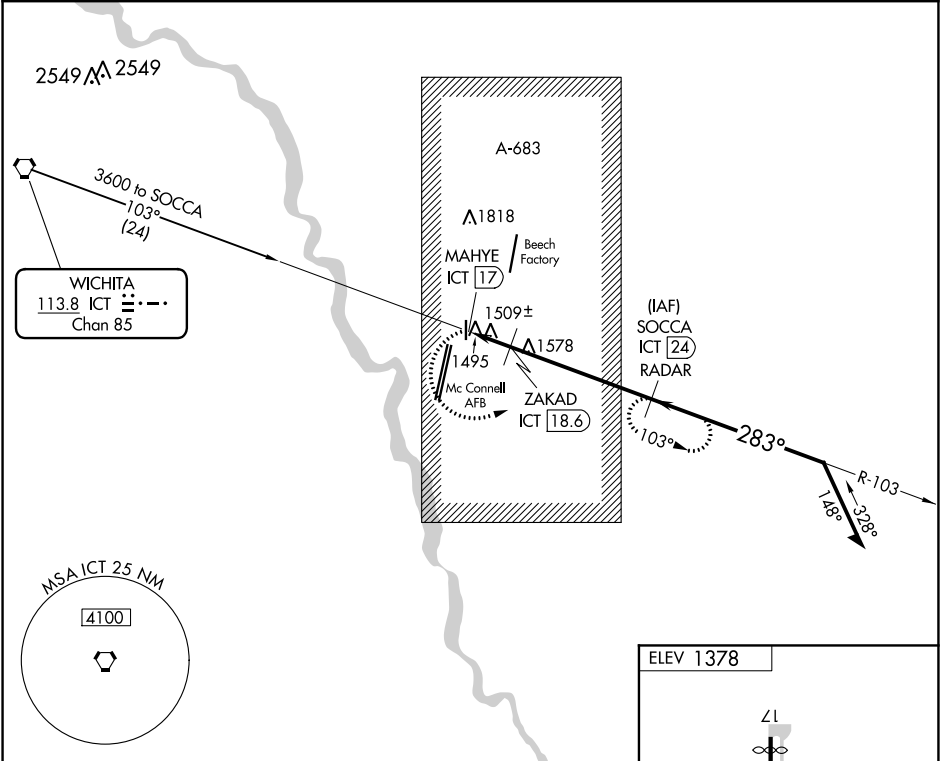 2549 2549
3600 to SOCCA
103°
(24)
WICHITA
113.8 ICT
Chan 85
A-683
1818
Beech
Factory
MAHYE
ICT 17
1509±
1578
1495
Mc Connell
AFB
ZAKAD
ICT 18.6
(IAF)
SOCCA
ICT 24
RADAR
103°
283°
R-103
148°
328°
MSA ICT 25 NM
4100
ELEV 1378
17